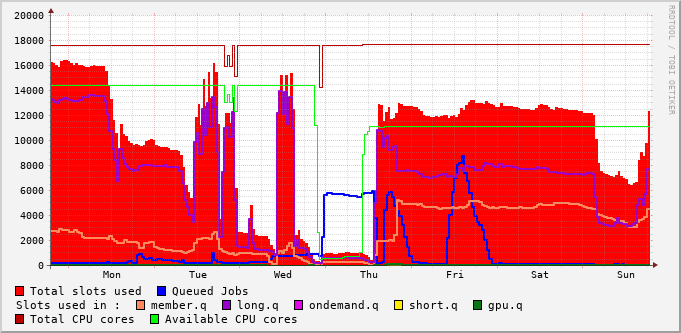 20000
18000
16000
14000
12000
10000
8000
6000
4000
2000
0
Mon Tue Wed Thu Fri Sat Sun
RRDTOOL / TOBI OETIKER
Total slots used Queued Jobs
Slots used in : member.q long.q ondemand.q short.q gpu.q
Total CPU cores Available CPU cores